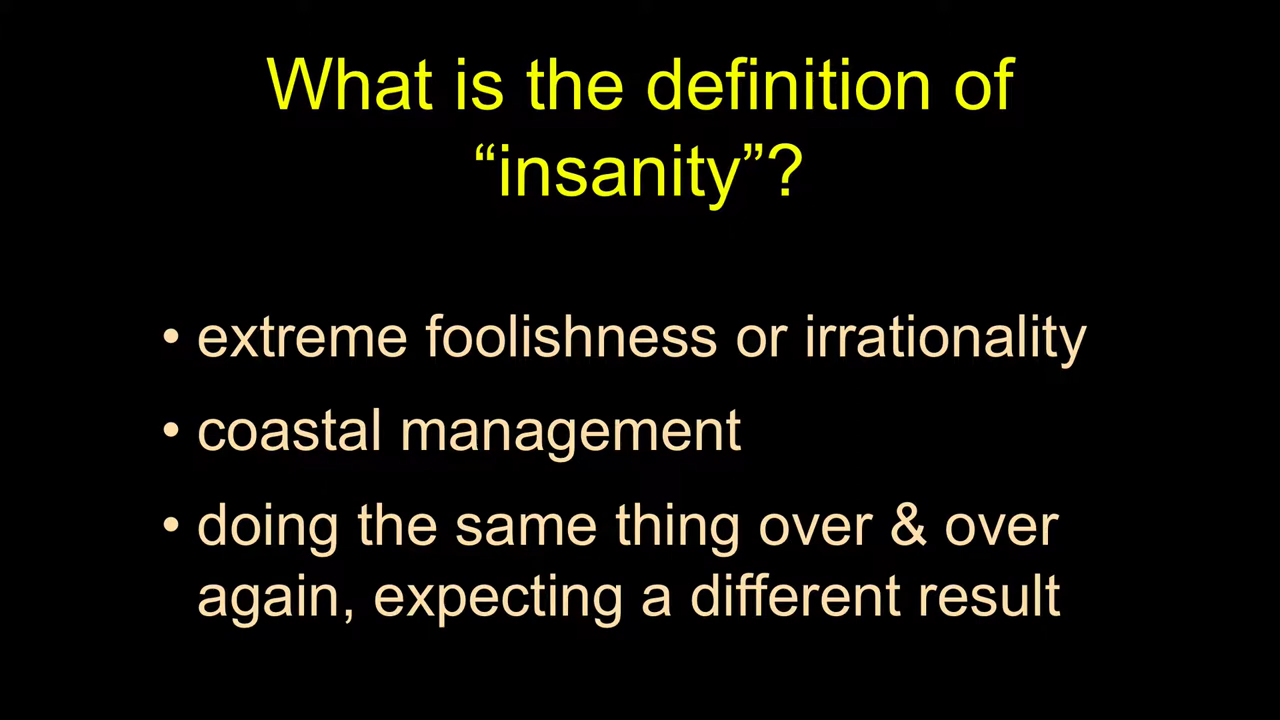 What is the definition of
“insanity”?
• extreme foolishness or irrationality
• coastal management
• doing the same thing over & over
again, expecting a different result